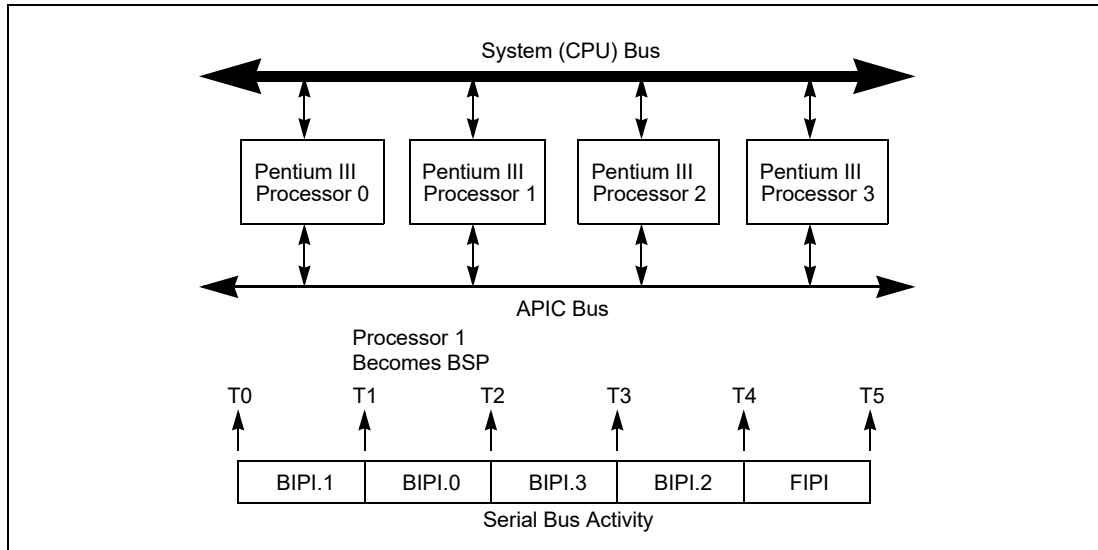 System (CPU) Bus
Pentium III
Processor 0
Pentium III
Processor 1
Pentium III
Processor 2
Pentium III
Processor 3
APIC Bus
Processor 1
Becomes BSP
T0 T1 T2 T3 T4 T5
BIPI.1 BIPI.0 BIPI.3 BIPI.2 FIPI
Serial Bus Activity